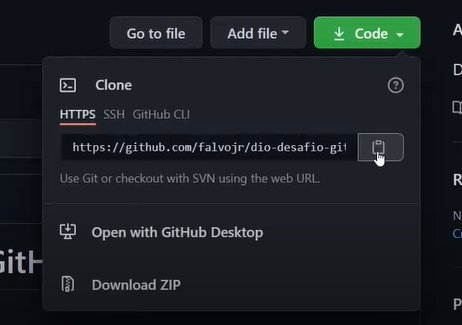 Go to file Add file Code
Clone
HTTPS SSH GitHub CLI
https://github.com/falvojr/dio-desafio-git
Use Git or checkout with SVN using the web URL.
Open with GitHub Desktop
Download ZIP